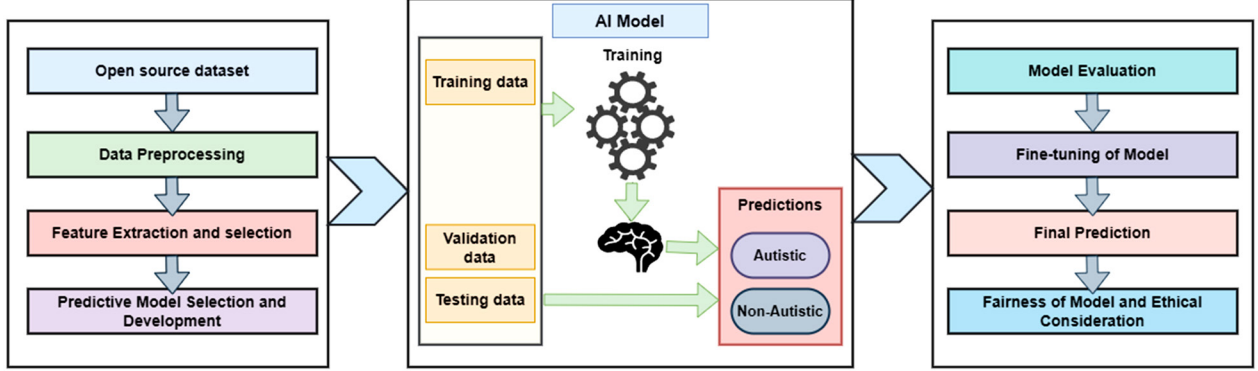 Open source dataset
Data Preprocessing
Feature Extraction and selection
Predictive Model Selection and
Development
AI Model
Training data
Validation
data
Testing data
Training
Predictions
Autistic
Non-Autistic
Model Evaluation
Fine-tuning of Model
Final Prediction
Fairness of Model and Ethical
Consideration